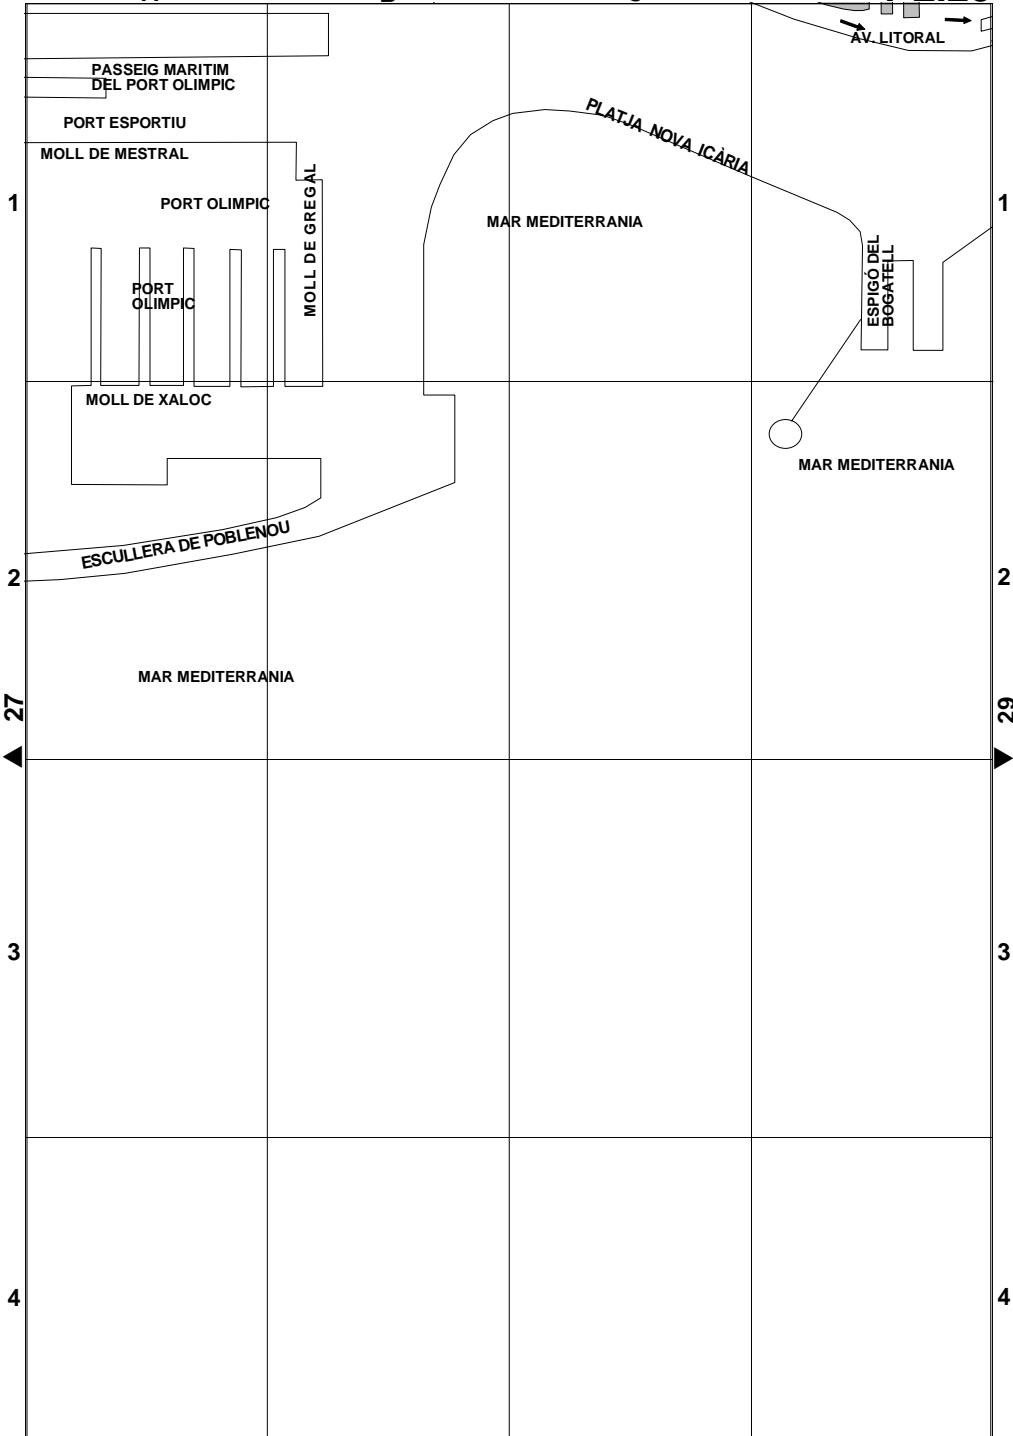 AV. LITORAL
PASSEIG MARITIM
DEL PORT OLIMPIC
PORT ESPORTIU
MOLL DE MESTRAL
PLATJA NOVA ICÀRIA
1
PORT OLIMPIC
MOLL DE GREGAL
MAR MEDITERRANIA
1
ESPIGÓ DEL
BOGATELL
PORT
OLIMPIC
MOLL DE XALOC
MAR MEDITERRANIA
ESCULLERA DE POBLENOU
2
2
MAR MEDITERRANIA
27
29
3
3
4
4